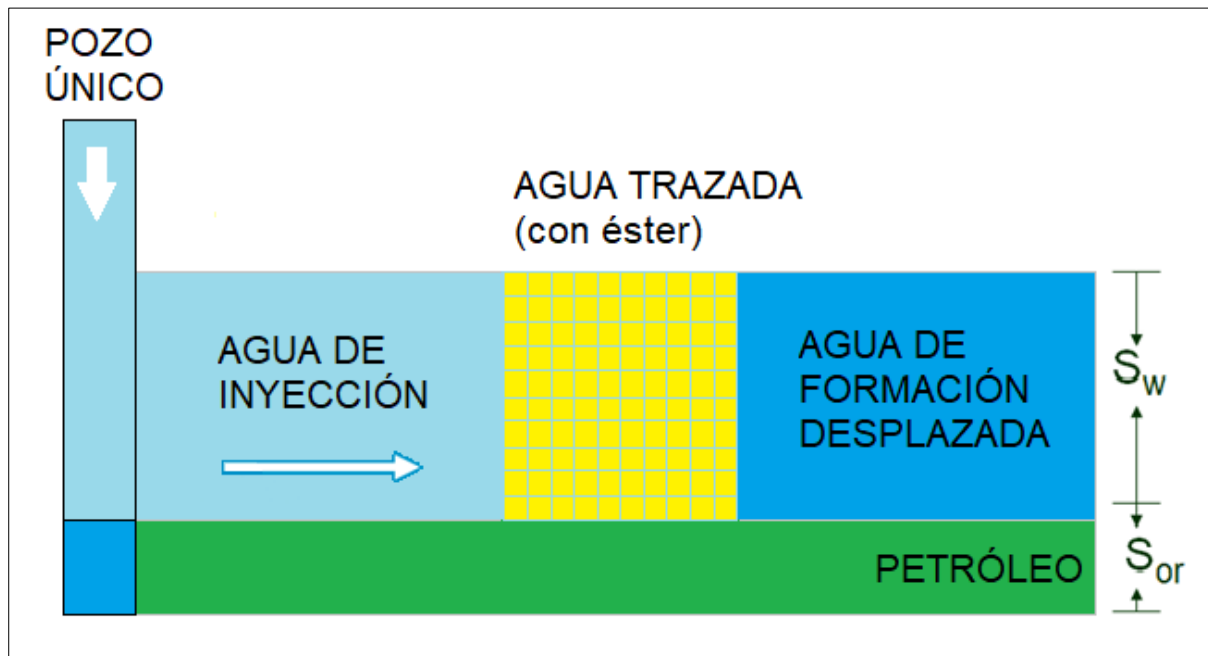 POZO
ÚNICO
AGUA TRAZADA
(con éster)
AGUA DE
INYECCIÓN
AGUA DE
FORMACIÓN
DESPLAZADA
Sw
PETRÓLEO
Sor